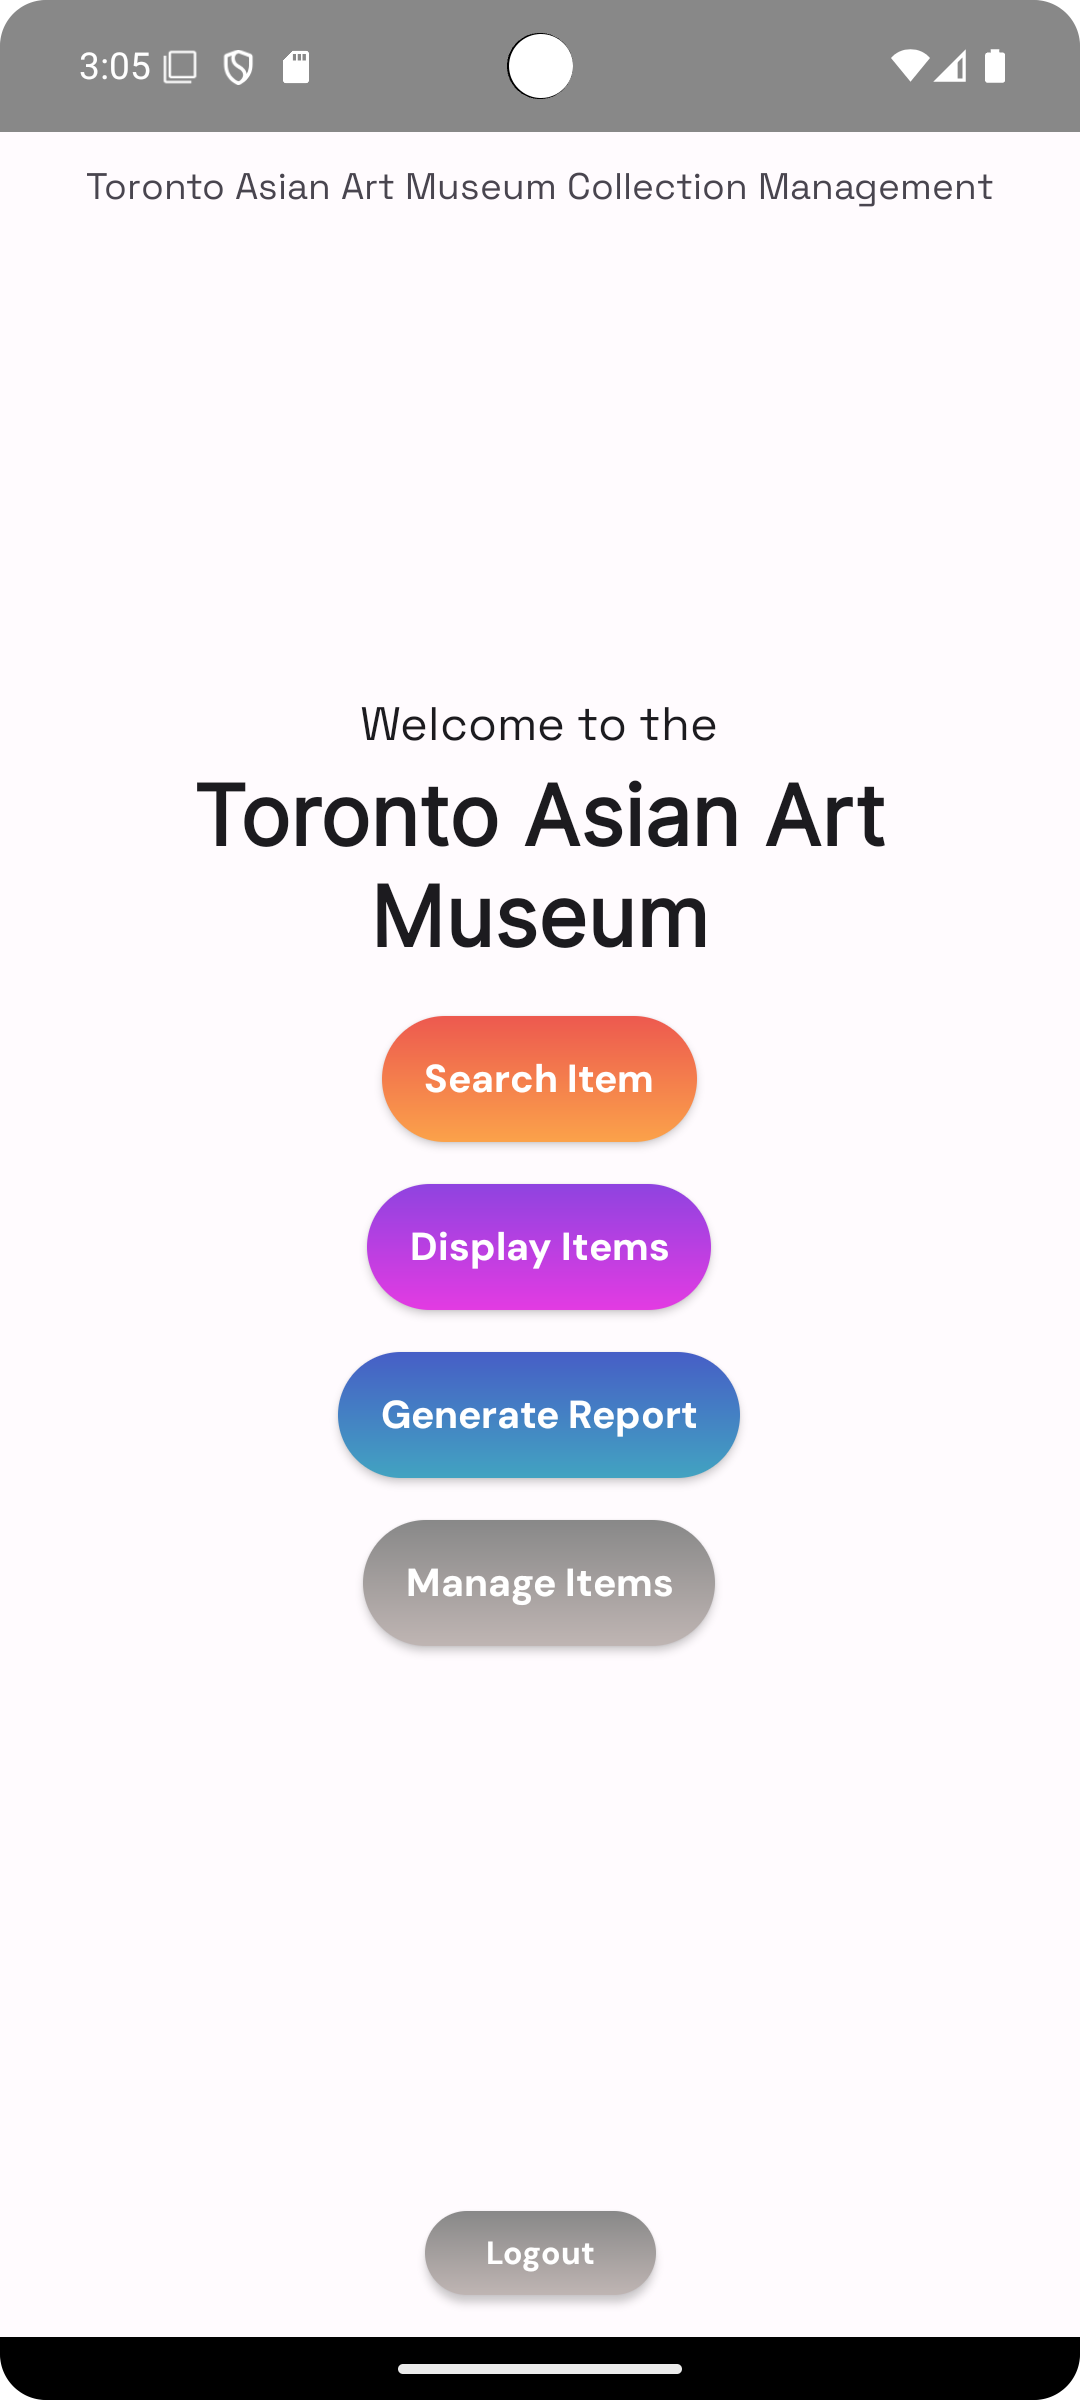 3:05
Toronto Asian Art Museum Collection Management
Welcome to the
Toronto Asian Art
Museum
Search Item
Display Items
Generate Report
Manage Items
Logout